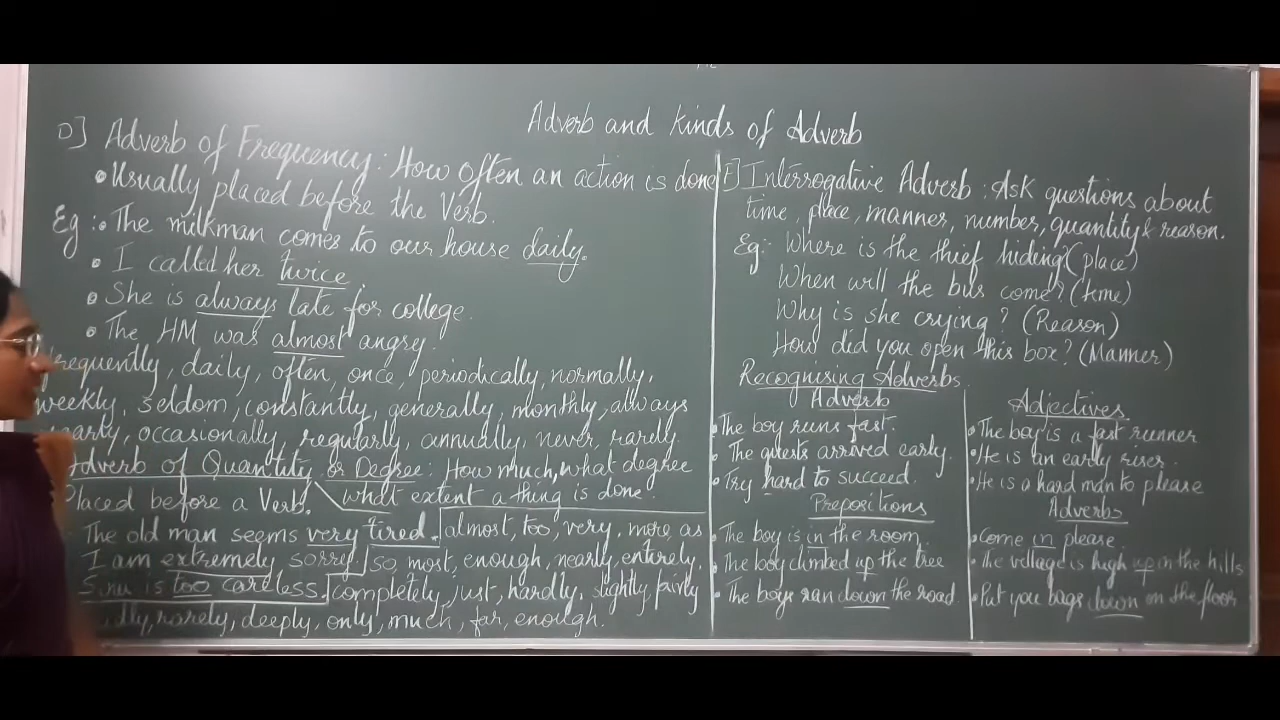 Adverb and kinds of Adverb
D] Adverb of Frequency : How often an action is done
• Usually placed before the Verb.
Eg :• The milkman comes to our house daily.
• I called her twice
• She is always late for college.
• The HM was almost angry.
frequently, daily, often, once, periodically, normally,
weekly, seldom, constantly, generally, monthly, always
occasionally, regularly, annually, never, rarely.
Adverb of Quantity or Degree : How much, what degree
what extent a thing is done.
Placed before a Verb.
The old man seems very tired.
I am extremely sorry.
Sinu is too careless.
almost, too, very, more as
so, most, enough, nearly, entirely,
completely, just, hardly, slightly fairly
rarely, deeply, only, much, far, enough.
Interrogative Adverb : Ask questions about
time, place, manner, number, quantity & reason.
Eg:- Where is the thief hiding (place)
When will the bus come? (time)
Why is she crying? (Reason)
How did you open this box? (Manner)
Recognising Adverbs.
Adverb
• The boy runs fast.
• The guests arrived early.
• Try hard to succeed.
Prepositions
• The boy is in the room.
• The boy climbed up the tree
• The boys ran down the road.
Adjectives
• The boy is a fast runner
• He is an early riser.
• He is a hard man to please
Adverbs
• Come in please.
• The village is high up in the hills
• Put you bags down on the floor